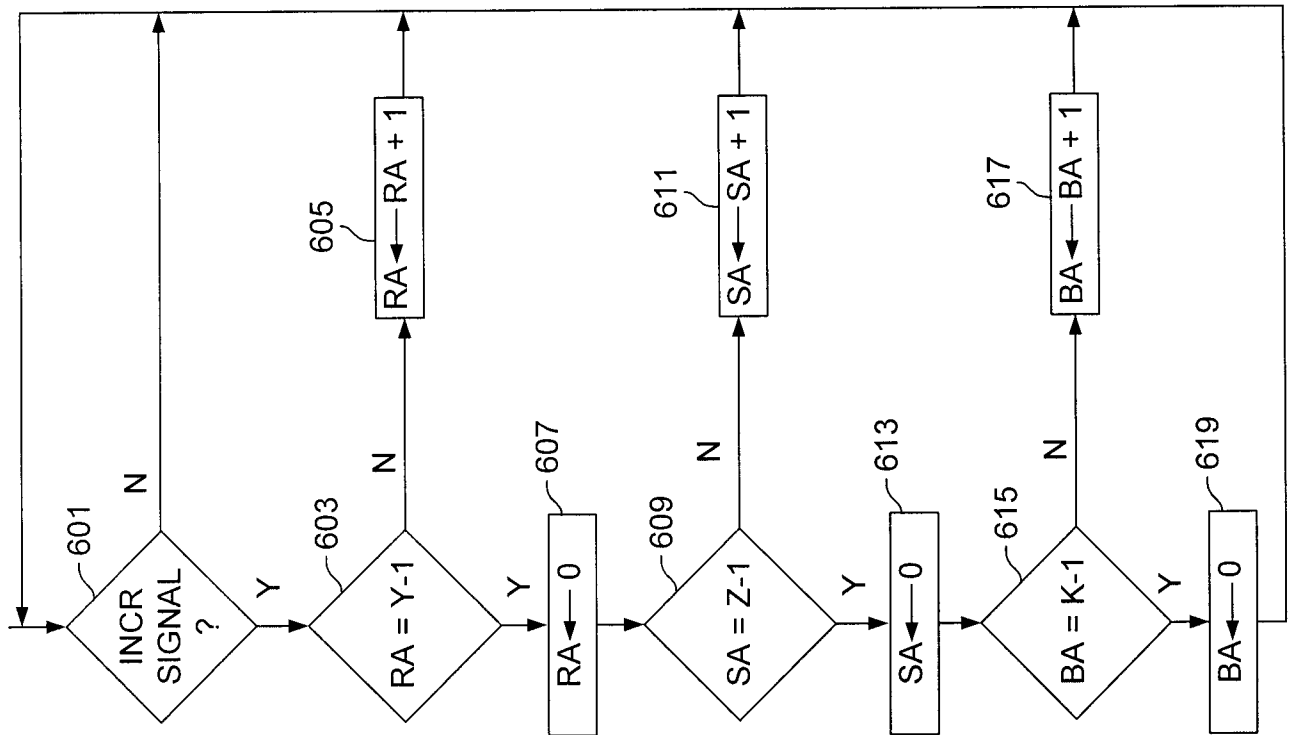 601
INCR
SIGNAL
?
N
Y
603
RA = Y-1
N
605
RA ← RA + 1
Y
607
RA ← 0
609
SA = Z-1
N
611
SA ← SA + 1
Y
613
SA ← 0
615
BA = K-1
N
617
BA ← BA + 1
Y
619
BA ← 0